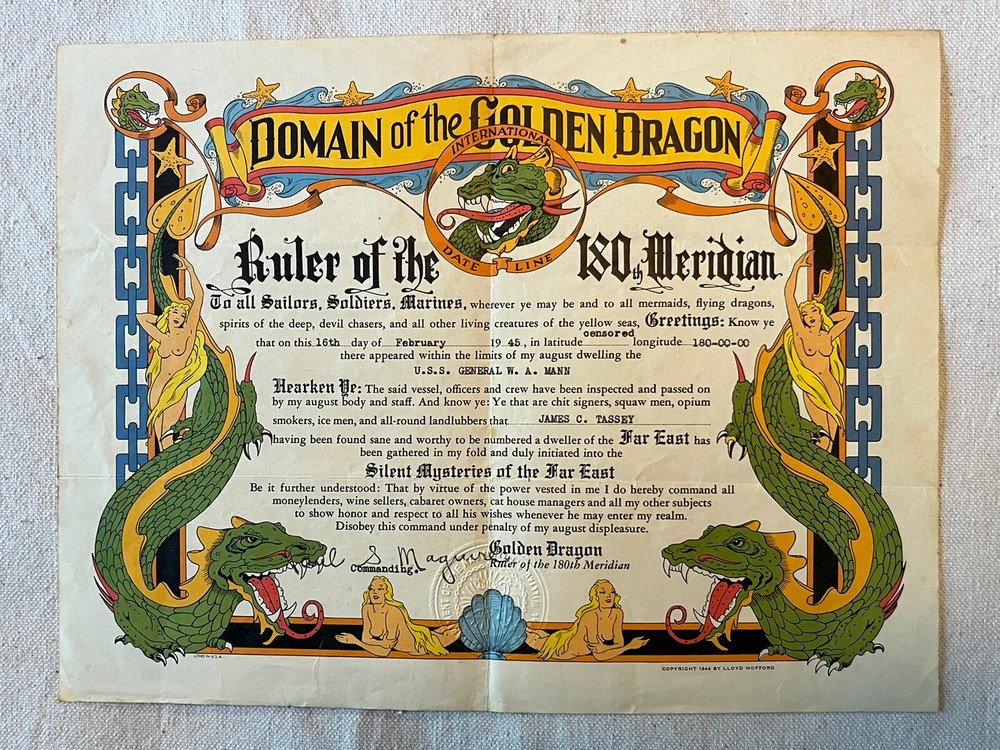 DOMAIN of the GOLDEN DRAGON
INTERNATIONAL
DATE LINE
Ruler of the 180th Meridian
To all Sailors, Soldiers, Marines, wherever ye may be and to all mermaids, flying dragons,
spirits of the deep, devil chasers, and all other living creatures of the yellow seas, Greetings: Know ye
that on this 16th day of February 1945, in latitude censored longitude 180-00-00
there appeared within the limits of my august dwelling the
U.S.S. GENERAL W. A. MANN
Hearken Ye: The said vessel, officers and crew have been inspected and passed on
by my august body and staff. And know ye: Ye that are chit signers, squaw men, opium
smokers, ice men, and all-round landlubbers that JAMES C. TASSEY
having been found sane and worthy to be numbered a dweller of the Far East has
been gathered in my fold and duly initiated into the
Silent Mysteries of the Far East
Be it further understood: That by virtue of the power vested in me I do hereby command all
moneylenders, wine sellers, cabaret owners, cat house managers and all my other subjects
to show honor and respect to all his wishes whenever he may enter my realm.
Disobey this command under penalty of my august displeasure.
S. Maguire
Commanding.
Golden Dragon
Ruler of the 180th Meridian
LITHO IN U.S.A.
COPYRIGHT 1944 BY LLOYD WOFFORD